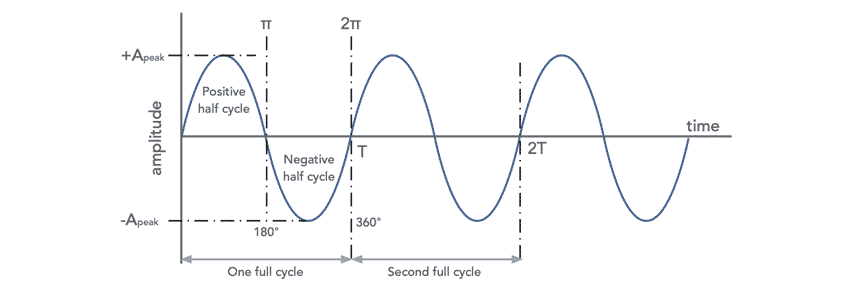 π
2π
+Apeak
Positive
half cycle
amplitude
time
Negative
half cycle
T
2T
-Apeak
180°
360°
One full cycle
Second full cycle